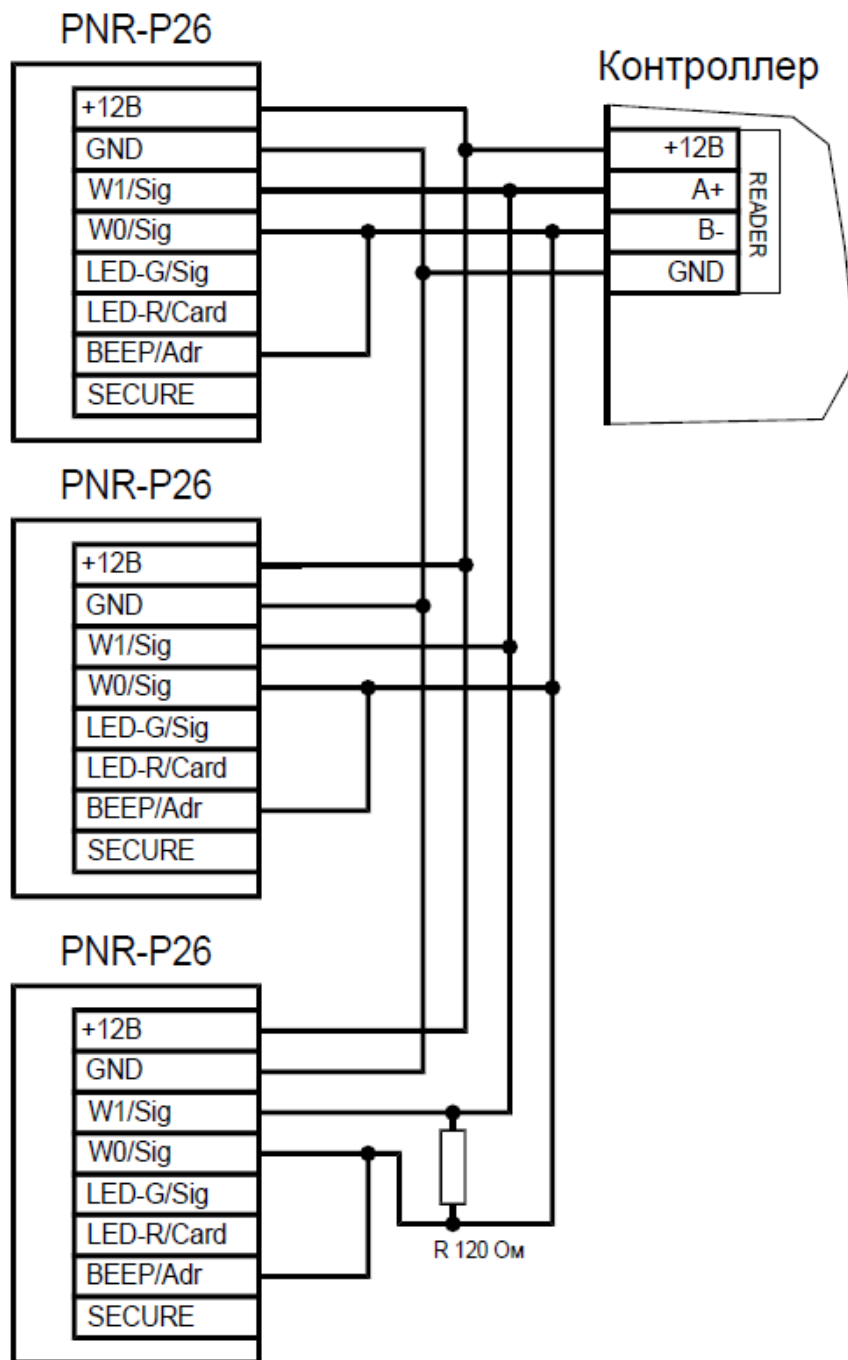 PNR-P26
+12В
GND
W1/Sig
W0/Sig
LED-G/Sig
LED-R/Card
BEEP/Adr
SECURE
Контроллер
+12В
A+
B-
GND
READER
PNR-P26
+12В
GND
W1/Sig
W0/Sig
LED-G/Sig
LED-R/Card
BEEP/Adr
SECURE
PNR-P26
+12В
GND
W1/Sig
W0/Sig
LED-G/Sig
LED-R/Card
BEEP/Adr
SECURE
R 120 Ом